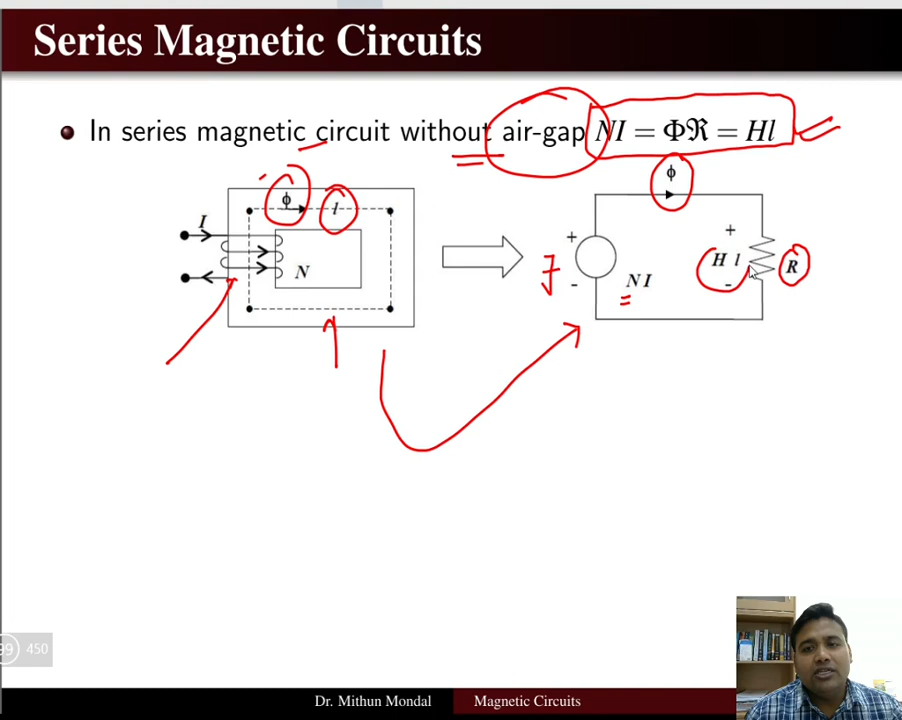 Series Magnetic Circuits
In series magnetic circuit without air-gap NI = Φℜ = Hl
ϕ
l
I
N
ϕ
+
+
H l
R
F
NI
-
-
99 450
Dr. Mithun Mondal Magnetic Circuits